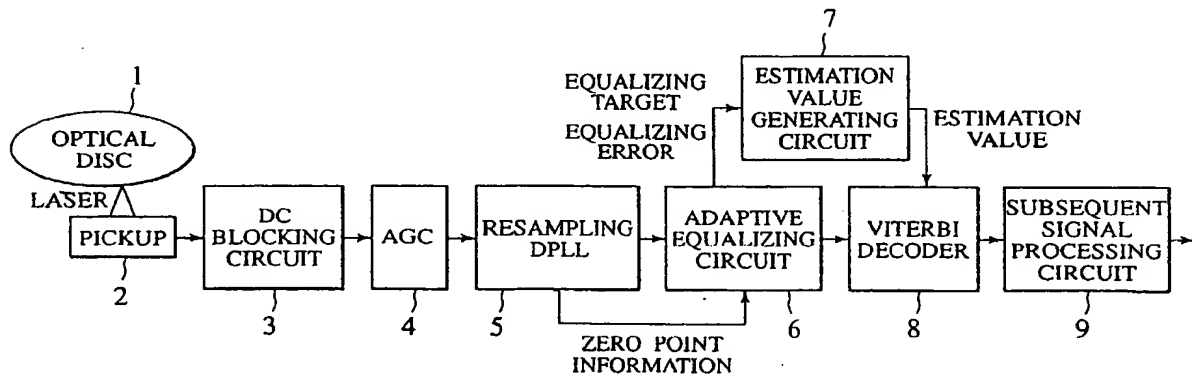 1
OPTICAL
DISC
LASER
PICKUP
2
DC
BLOCKING
CIRCUIT
3
AGC
4
RESAMPLING
DPLL
5
ZERO POINT
INFORMATION
ADAPTIVE
EQUALIZING
CIRCUIT
6
EQUALIZING
TARGET
EQUALIZING
ERROR
7
ESTIMATION
VALUE
GENERATING
CIRCUIT
ESTIMATION
VALUE
VITERBI
DECODER
8
SUBSEQUENT
SIGNAL
PROCESSING
CIRCUIT
9